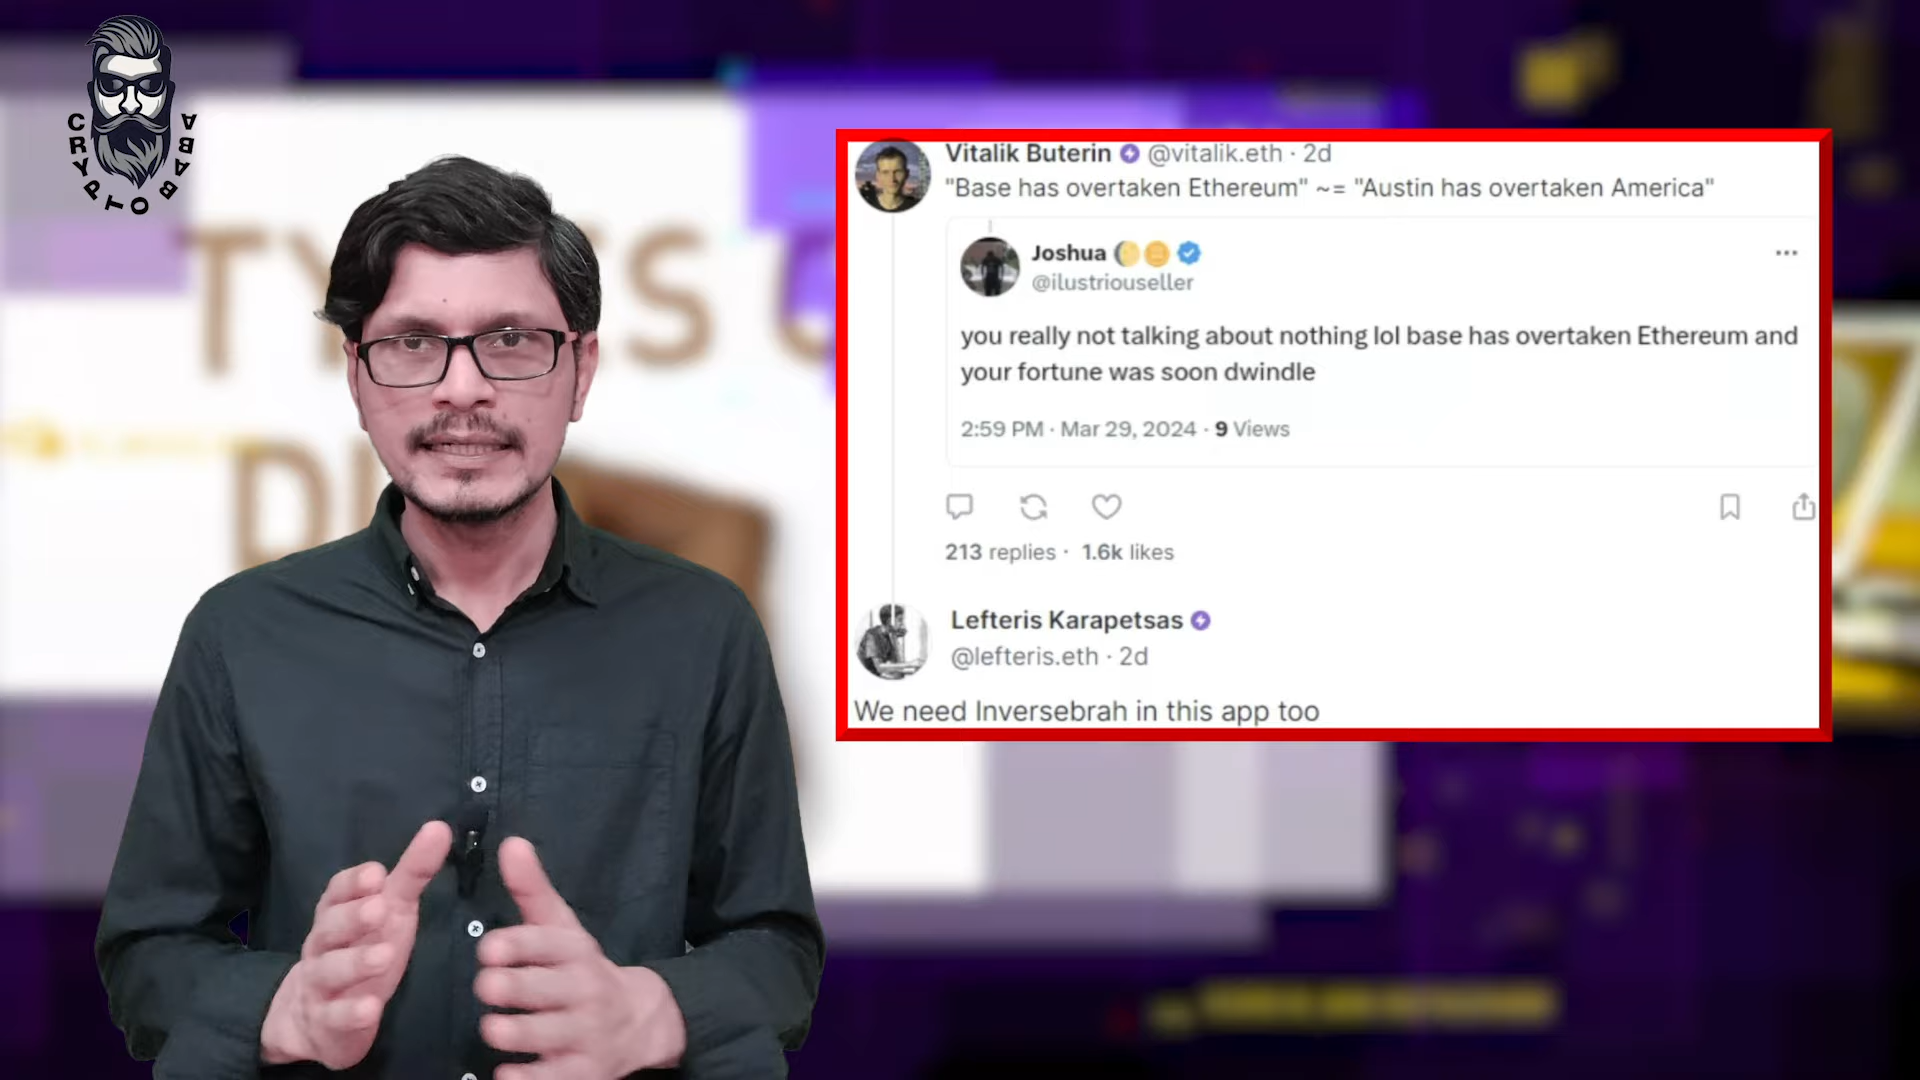 CRYPTO BABA
Vitalik Buterin @vitalik.eth · 2d
"Base has overtaken Ethereum" ~= "Austin has overtaken America"
Joshua
@ilustriouseller
you really not talking about nothing lol base has overtaken Ethereum and
your fortune was soon dwindle
2:59 PM · Mar 29, 2024 · 9 Views
213 replies · 1.6k likes
Lefteris Karapetsas
@lefteris.eth · 2d
We need Inversebrah in this app too